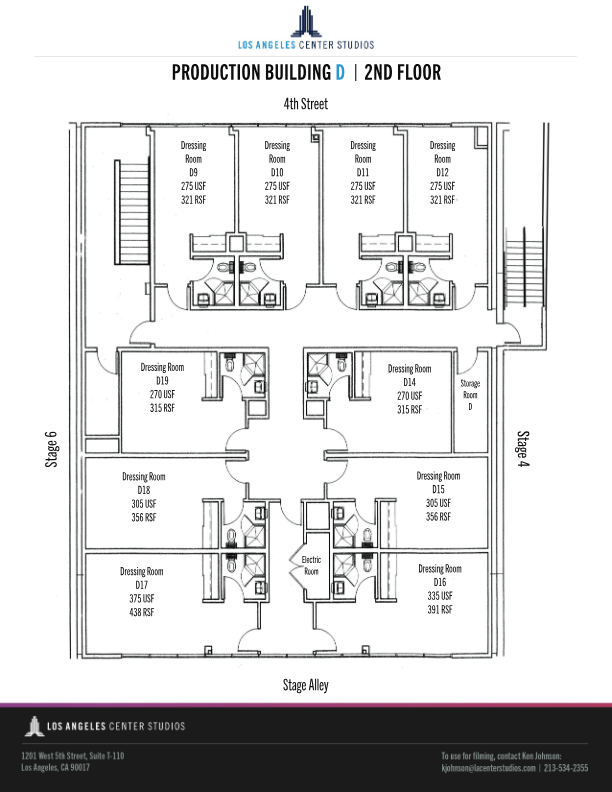 LOS ANGELES CENTER STUDIOS
PRODUCTION BUILDING D | 2ND FLOOR
4th Street
Dressing
Room
D9
275 USF
321 RSF
Dressing
Room
D10
275 USF
321 RSF
Dressing
Room
D11
275 USF
321 RSF
Dressing
Room
D12
275 USF
321 RSF
Dressing Room
D19
270 USF
315 RSF
Dressing Room
D14
270 USF
315 RSF
Storage
Room
D
Stage 6
Stage 4
Dressing Room
D18
305 USF
356 RSF
Dressing Room
D15
305 USF
356 RSF
Electric
Room
Dressing Room
D17
375 USF
438 RSF
Dressing Room
D16
335 USF
391 RSF
Stage Alley
LOS ANGELES CENTER STUDIOS
1201 West 5th Street, Suite T-110
Los Angeles, CA 90017
To use for filming, contact Ken Johnson:
kjohnson@lacenterstudios.com | 213-534-2355